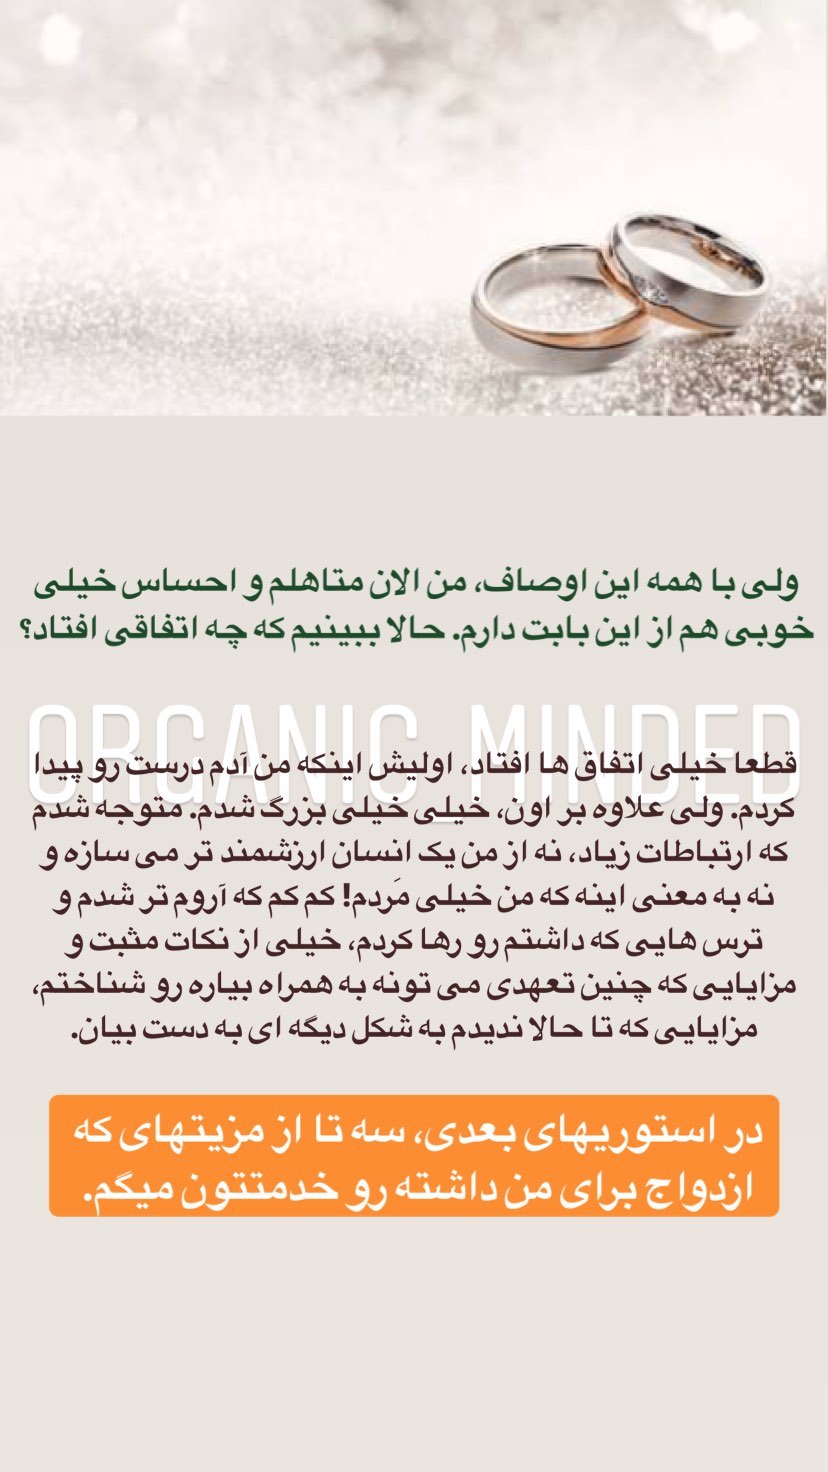 ولی با همه این اوصاف، من الان متاهلم و احساس خیلی
خوبی هم از این بابت دارم. حالا ببینیم که چه اتفاقی افتاد؟
ORGANIC_MINDED
قطعا خیلی اتفاق ها افتاد، اولیش اینکه من آدم درست رو پیدا
کردم. ولی علاوه بر اون، خیلی خیلی بزرگ شدم. متوجه شدم
که ارتباطات زیاد، نه از من یک انسان ارزشمند تر می سازه و
نه به معنی اینه که من خیلی مَردم! کم کم که آروم تر شدم و
ترس هایی که داشتم رو رها کردم، خیلی از نکات مثبت و
مزایایی که چنین تعهدی می تونه به همراه بیاره رو شناختم،
مزایایی که تا حالا ندیدم به شکل دیگه ای به دست بیان.
در استوریهای بعدی، سه تا از مزیتهای که
ازدواج برای من داشته رو خدمتتون میگم.